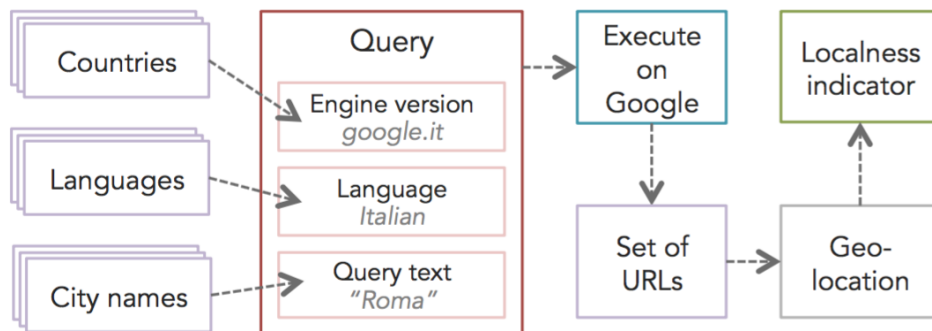 Countries
Languages
City names
Query
Engine version
google.it
Language
Italian
Query text
“Roma”
Execute
on
Google
Set of
URLs
Geo-
location
Localness
indicator